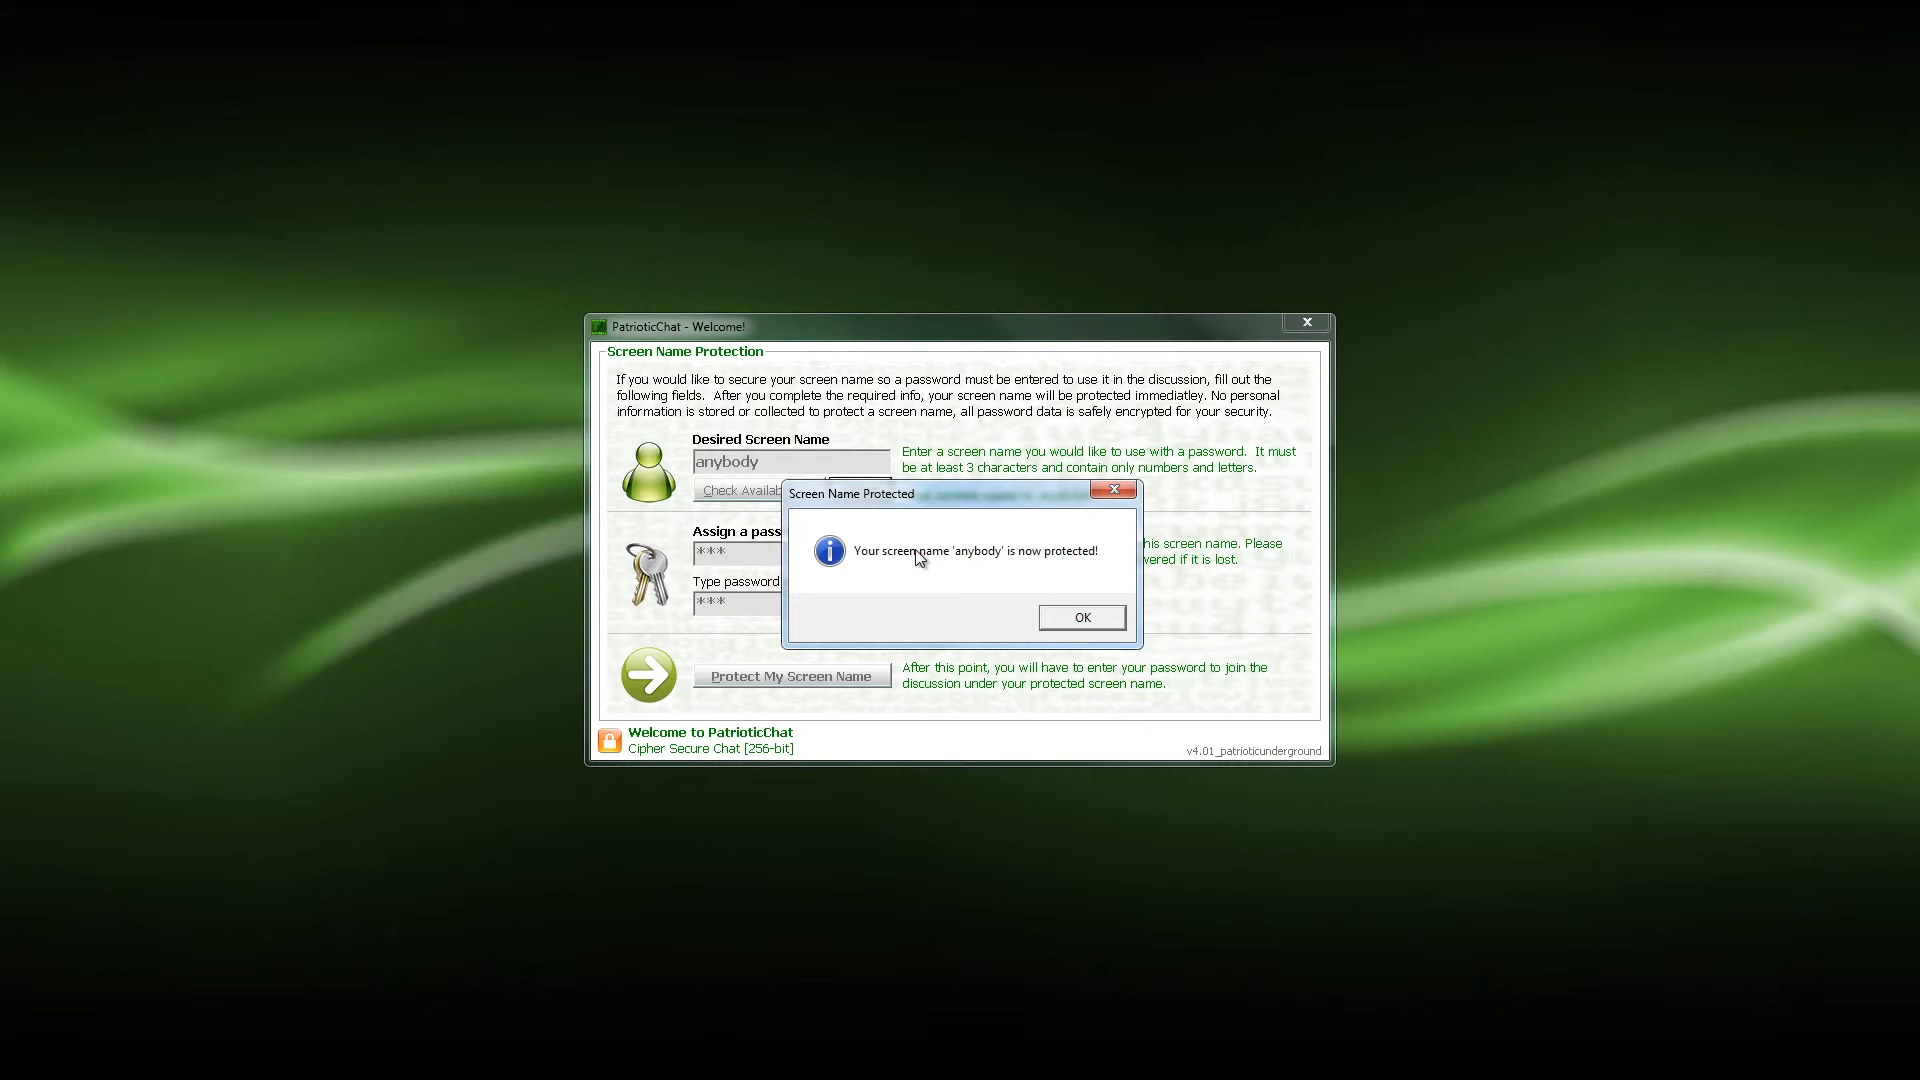 PatrioticChat - Welcome!
Screen Name Protection
If you would like to secure your screen name so a password must be entered to use it in the discussion, fill out the
following fields.  After you complete the required info, your screen name will be protected immediatley. No personal
information is stored or collected to protect a screen name, all password data is safely encrypted for your security.
Desired Screen Name
anybody
Enter a screen name you would like to use with a password.  It must
be at least 3 characters and contain only numbers and letters.
Check
Screen Name Protected
Your screen name 'anybody' is now protected!
OK
Assign a pass
***
his screen name. Please
vered if it is lost.
Type password
***
Protect My Screen Name
After this point, you will have to enter your password to join the
discussion under your protected screen name.
Welcome to PatrioticChat
Cipher Secure Chat [256-bit]
v4.01_patrioticunderground